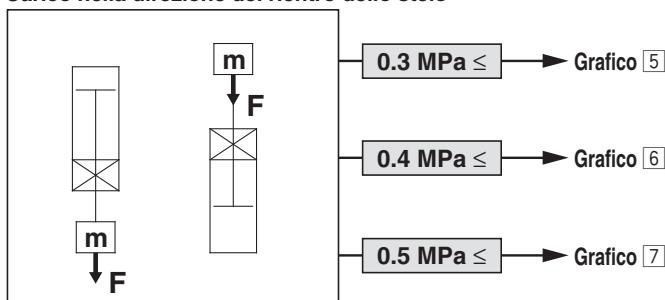 Carico nella direzione del rientro dello stelo
m
F
m
F
0.3 MPa ≤
Grafico 5
0.4 MPa ≤
Grafico 6
0.5 MPa ≤
Grafico 7